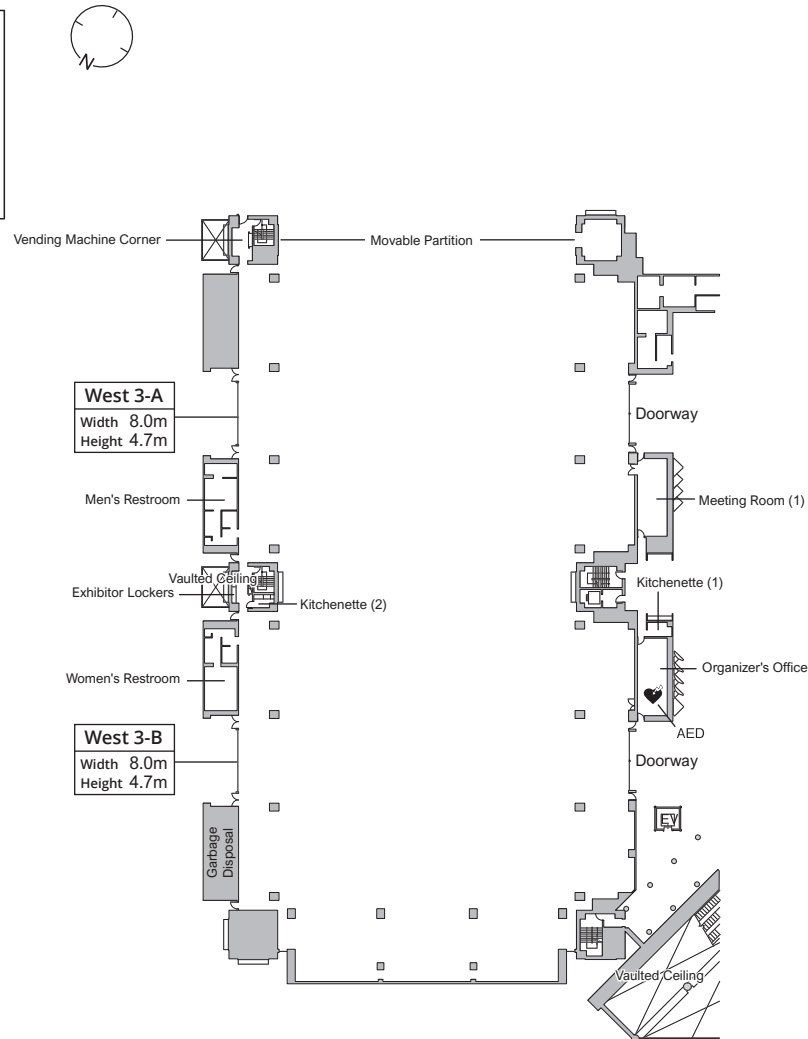 N
Vending Machine Corner
Movable Partition
West 3-A
Width 8.0m
Height 4.7m
Doorway
Men's Restroom
Meeting Room (1)
Vaulted Ceiling
Exhibitor Lockers
Kitchenette (1)
Kitchenette (2)
Women's Restroom
Organizer's Office
AED
West 3-B
Width 8.0m
Height 4.7m
Doorway
EV
Garbage
Disposal
Vaulted Ceiling